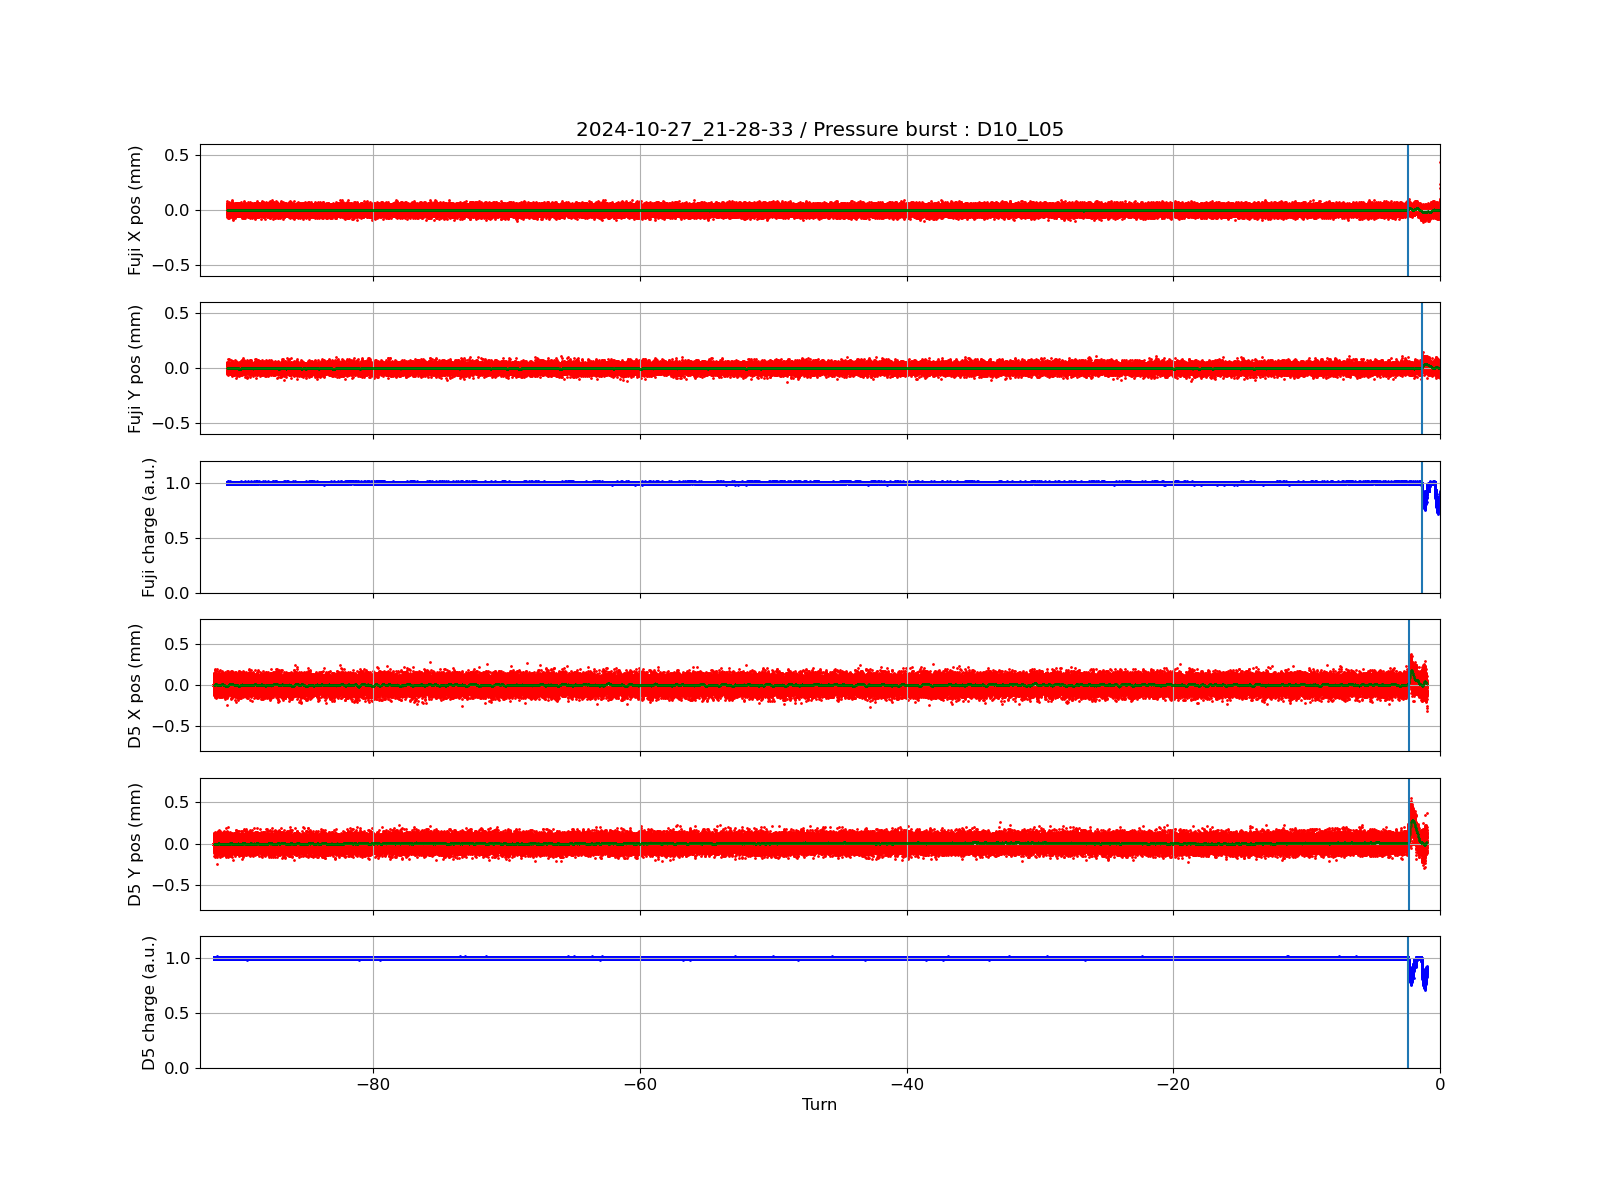 2024-10-27_21-28-33 / Pressure burst : D10_L05
Fuji X pos (mm)
0.5
0.0
−0.5
Fuji Y pos (mm)
0.5
0.0
−0.5
Fuji charge (a.u.)
1.0
0.5
0.0
D5 X pos (mm)
0.5
0.0
−0.5
D5 Y pos (mm)
0.5
0.0
−0.5
D5 charge (a.u.)
1.0
0.5
0.0
−80 −60 −40 −20 0
Turn